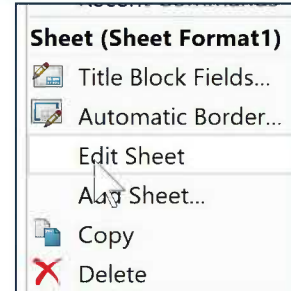 Sheet (Sheet Format1)
Title Block Fields...
Automatic Border...
Edit Sheet
Add Sheet...
Copy
Delete